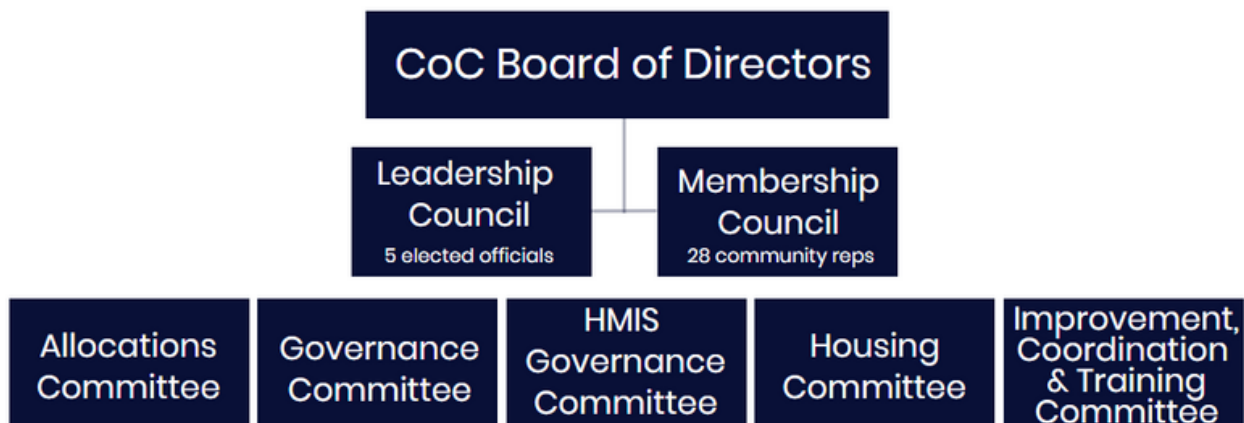 CoC Board of Directors
Leadership
Council
5 elected officials
Membership
Council
28 community reps
Allocations
Committee
Governance
Committee
HMIS
Governance
Committee
Housing
Committee
Improvement,
Coordination
& Training
Committee